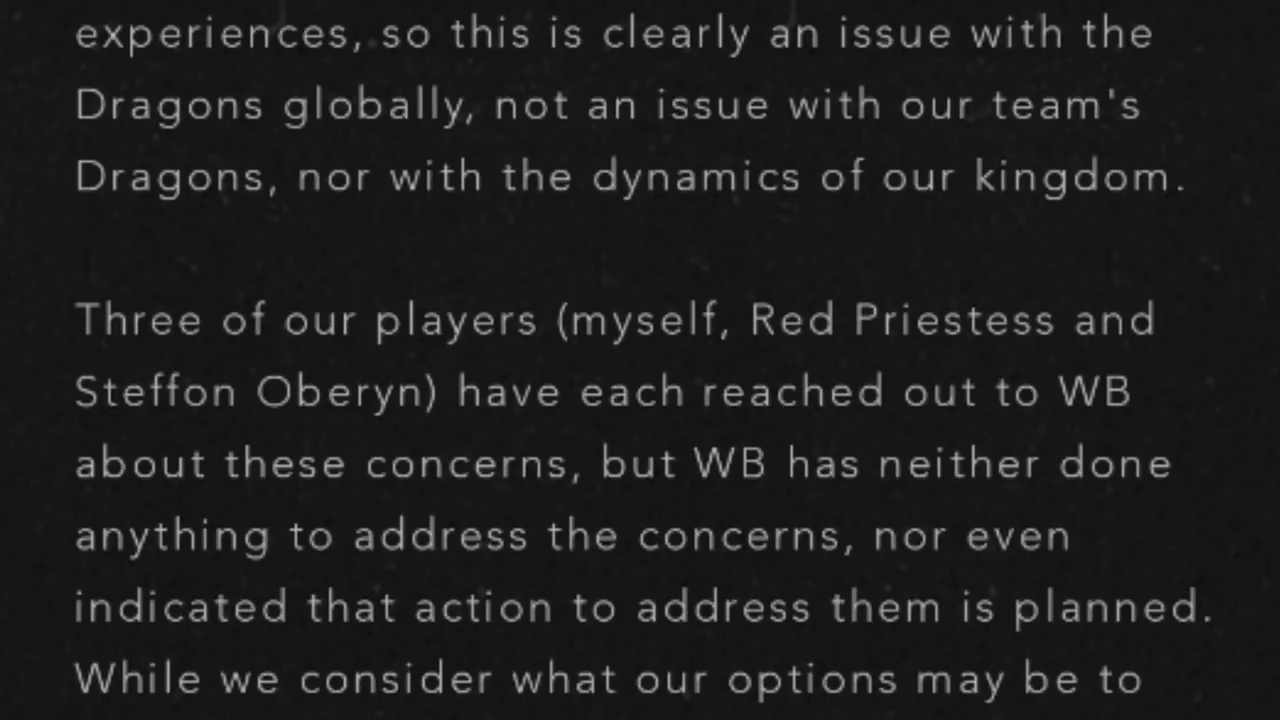 experiences, so this is clearly an issue with the
Dragons globally, not an issue with our team's
Dragons, nor with the dynamics of our kingdom.
Three of our players (myself, Red Priestess and
Steffon Oberyn) have each reached out to WB
about these concerns, but WB has neither done
anything to address the concerns, nor even
indicated that action to address them is planned.
While we consider what our options may be to